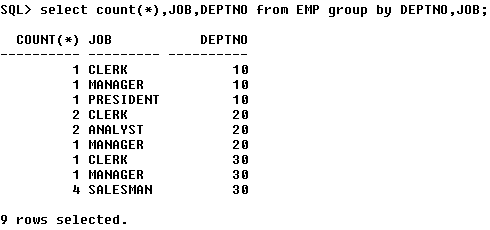 SQL> select count(*),JOB,DEPTNO from EMP group by DEPTNO,JOB;
COUNT(*) JOB DEPTNO
---------- --------- ----------
1 CLERK 10
1 MANAGER 10
1 PRESIDENT 10
2 CLERK 20
2 ANALYST 20
1 MANAGER 20
1 CLERK 30
1 MANAGER 30
4 SALESMAN 30
9 rows selected.